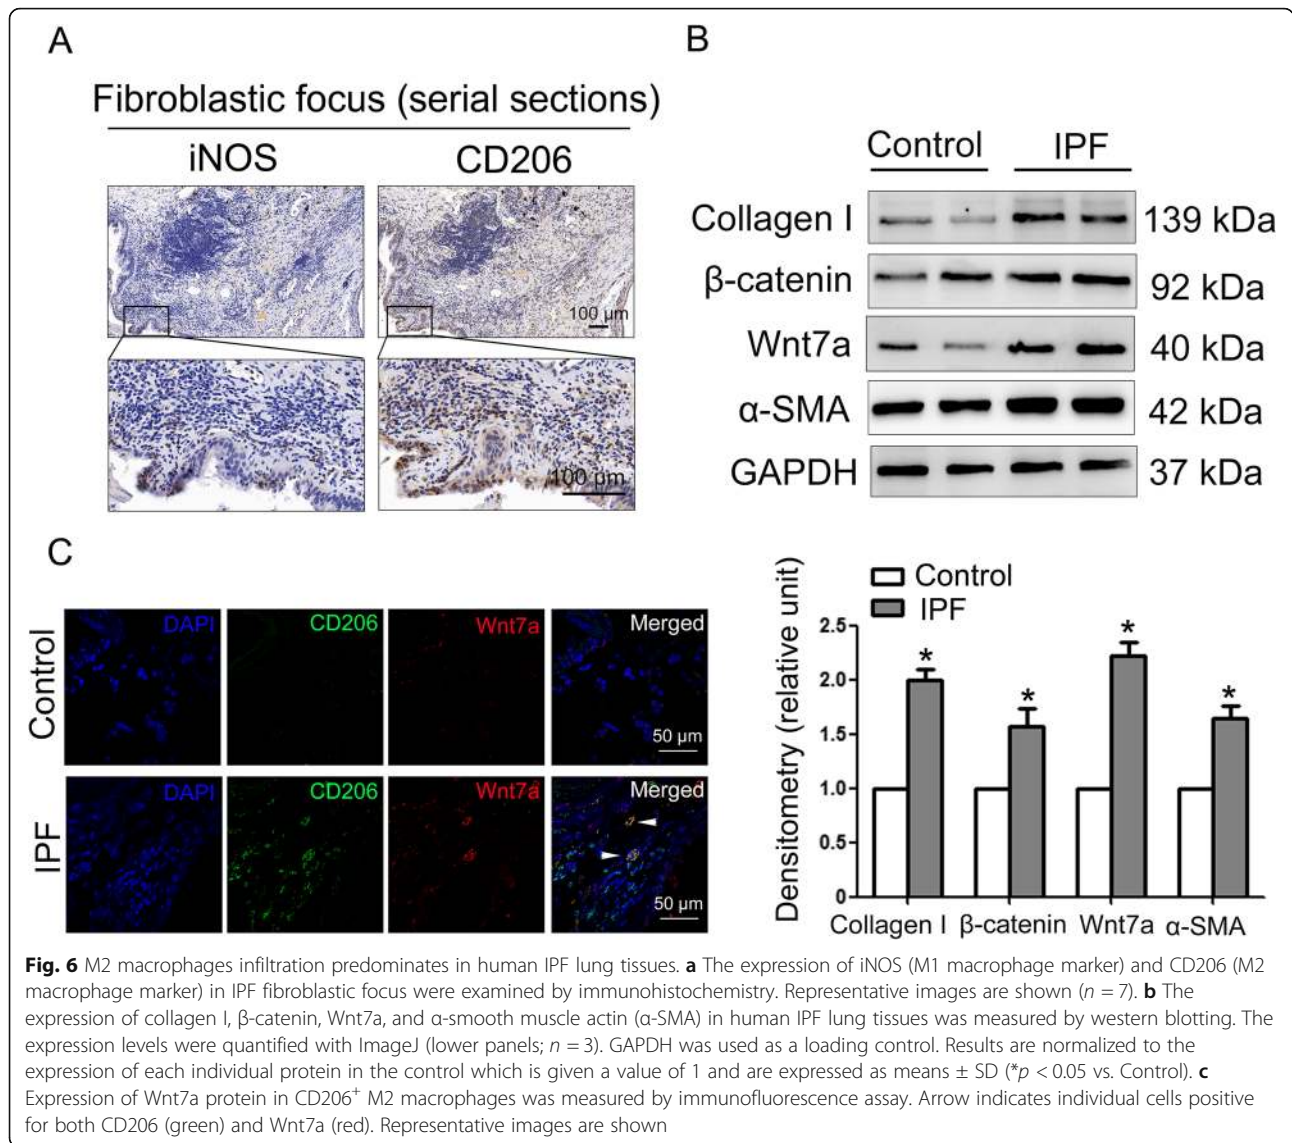 A
Fibroblastic focus (serial sections)
iNOS CD206
100 µm
100 µm
B
Control IPF
Collagen I 139 kDa
β-catenin 92 kDa
Wnt7a 40 kDa
α-SMA 42 kDa
GAPDH 37 kDa
Control
IPF
Densitometry (relative unit)
2.5
2.0
1.5
1.0
0.5
0
* * * *
Collagen I β-catenin Wnt7a α-SMA
C
Control
DAPI CD206 Wnt7a Merged
50 µm
IPF
DAPI CD206 Wnt7a Merged
50 µm
Fig. 6 M2 macrophages infiltration predominates in human IPF lung tissues. a The expression of iNOS (M1 macrophage marker) and CD206 (M2
macrophage marker) in IPF fibroblastic focus were examined by immunohistochemistry. Representative images are shown (n = 7). b The
expression of collagen I, β-catenin, Wnt7a, and α-smooth muscle actin (α-SMA) in human IPF lung tissues was measured by western blotting. The
expression levels were quantified with ImageJ (lower panels; n = 3). GAPDH was used as a loading control. Results are normalized to the
expression of each individual protein in the control which is given a value of 1 and are expressed as means ± SD (*p < 0.05 vs. Control). c
Expression of Wnt7a protein in CD206⁺ M2 macrophages was measured by immunofluorescence assay. Arrow indicates individual cells positive
for both CD206 (green) and Wnt7a (red). Representative images are shown